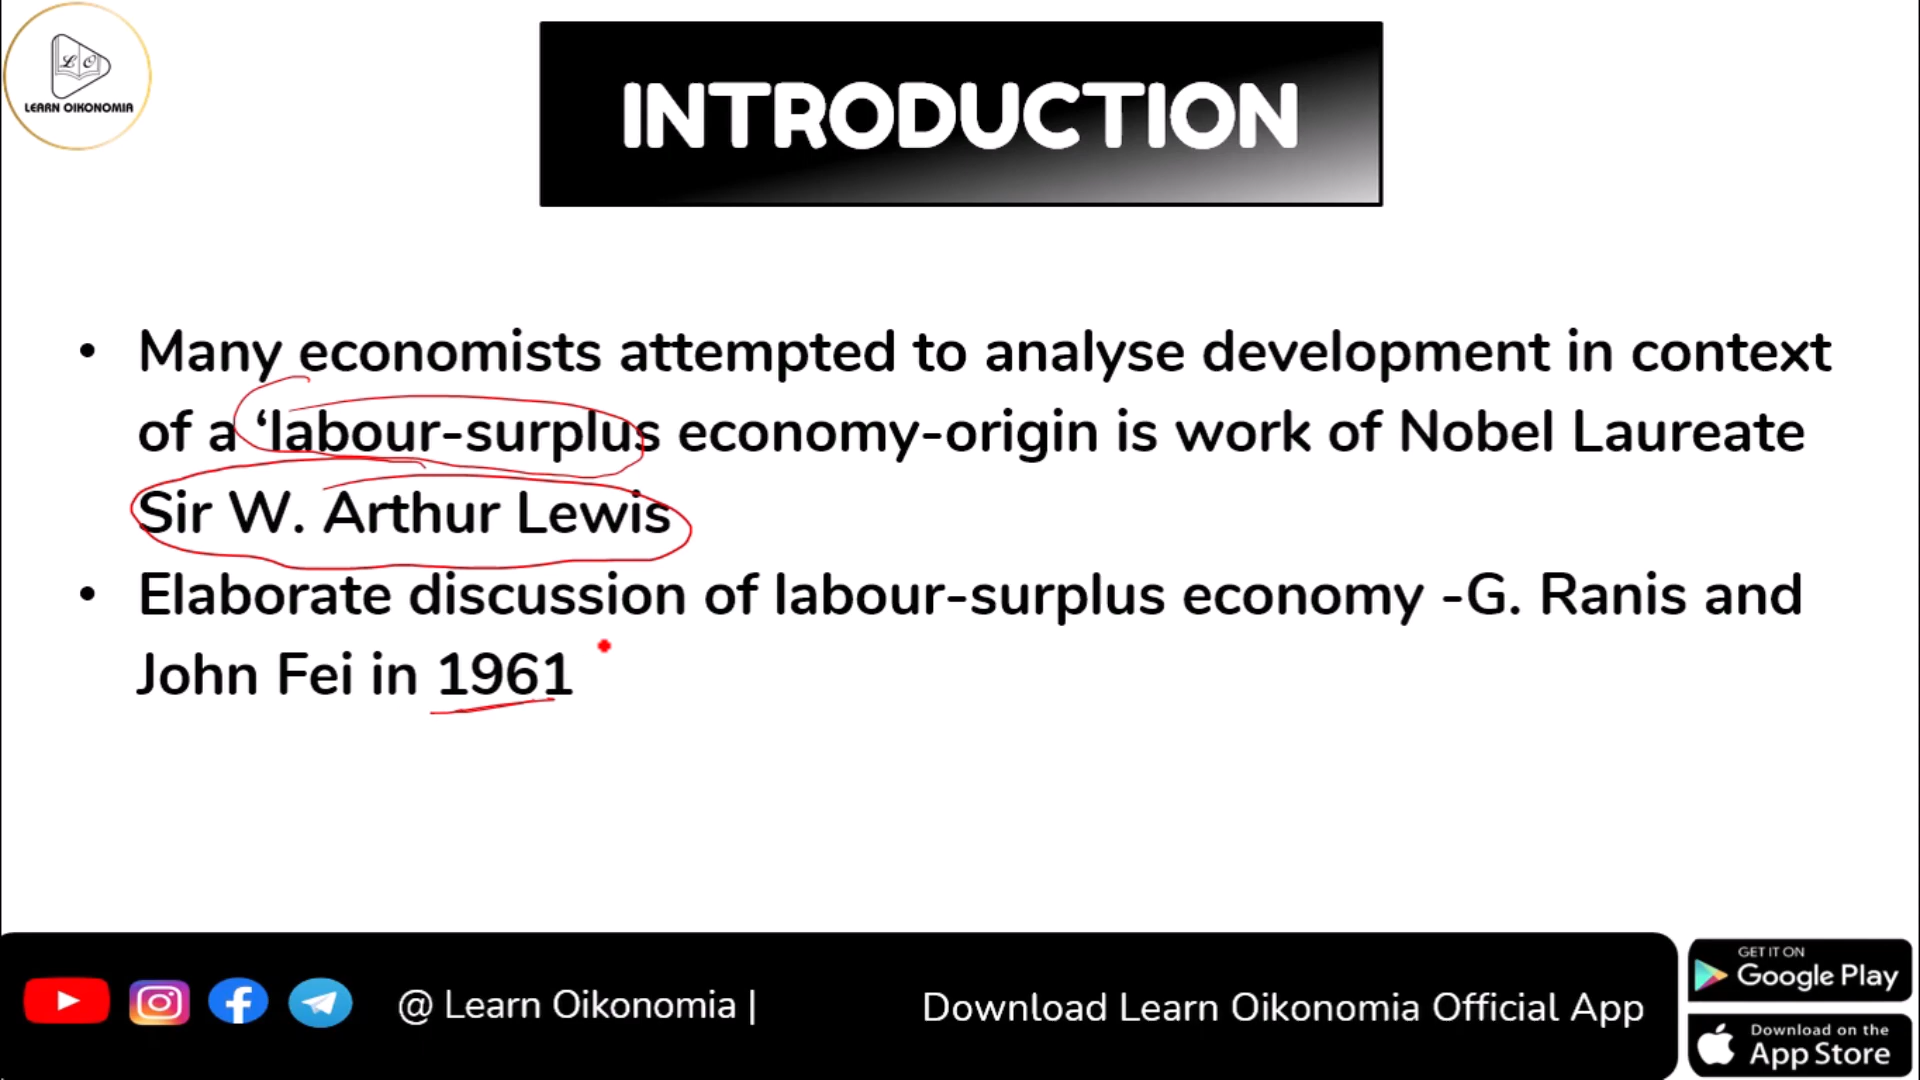 LO
LEARN OIKONOMIA
INTRODUCTION
• Many economists attempted to analyse development in context
of a ‘labour-surplus economy-origin is work of Nobel Laureate
Sir W. Arthur Lewis
• Elaborate discussion of labour-surplus economy -G. Ranis and
John Fei in 1961
@ Learn Oikonomia |
Download Learn Oikonomia Official App
GET IT ON
Google Play
Download on the
App Store